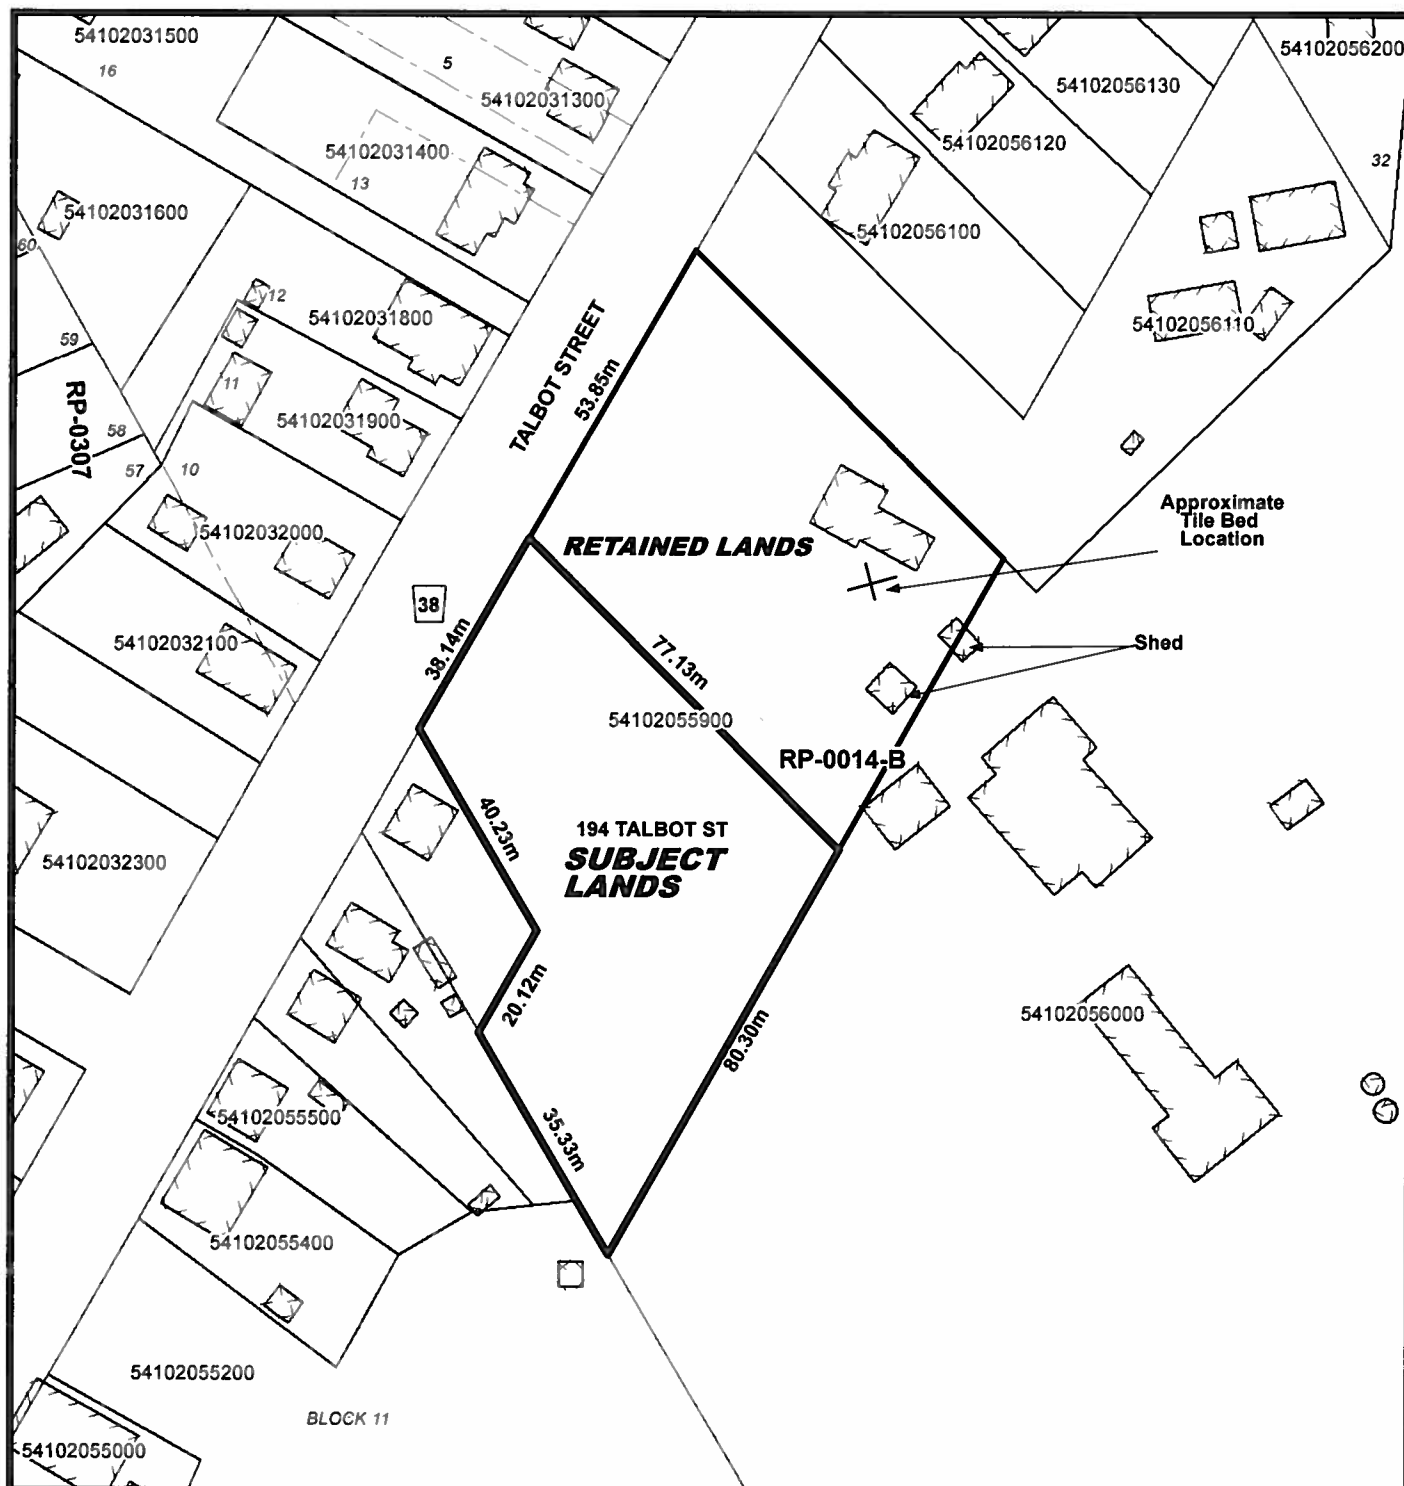 54102031500
16
5
54102031300
54102031400
13
54102056200
54102056130
54102056120
32
54102031600
60
54102056100
12
54102031800
54102056110
59
TALBOT STREET
53.85m
11
54102031900
RP-0307
58
57
10
54102032000
Approximate
Tile Bed
Location
RETAINED LANDS
38
38.14m
54102032100
77.13m
Shed
54102055900
RP-0014-B
40.23m
194 TALBOT ST
SUBJECT
LANDS
54102032300
20.12m
80.30m
54102056000
54102055500
35.33m
54102055400
54102055200
BLOCK 11
54102055000